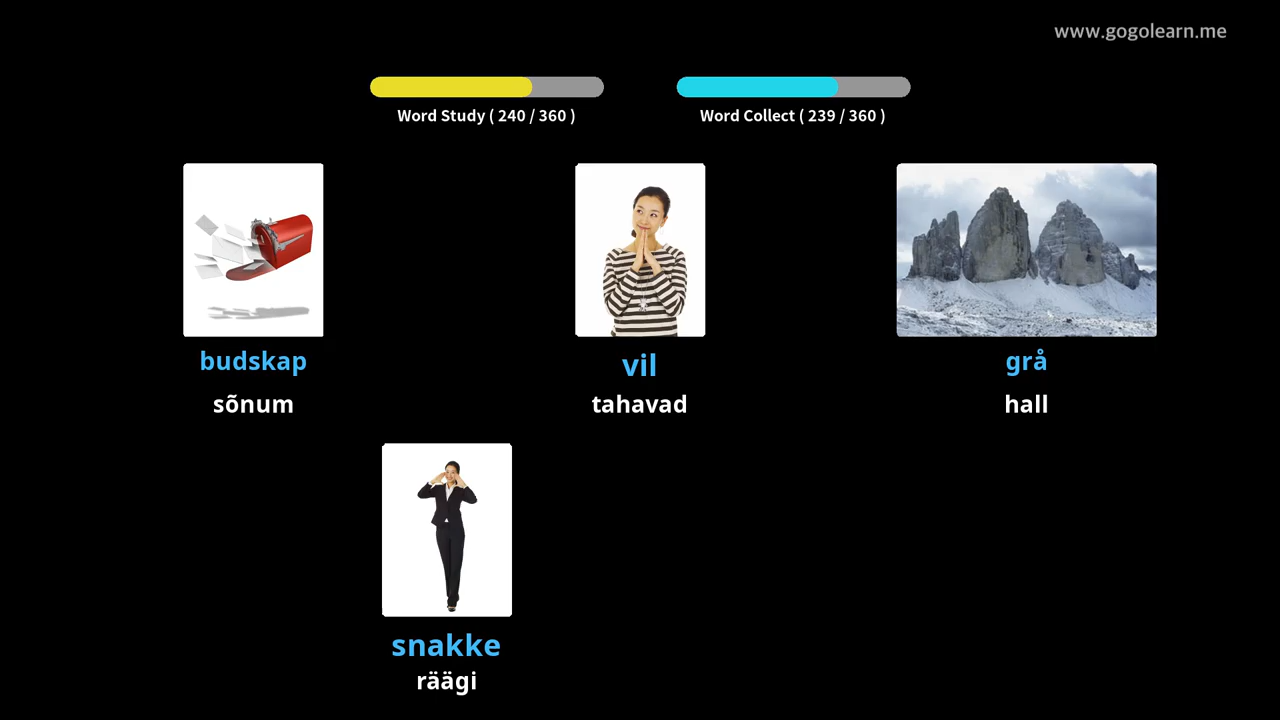 www.gogolearn.me
Word Study ( 240 / 360 )
Word Collect ( 239 / 360 )
budskap
sõnum
vil
tahavad
grå
hall
snakke
räägi